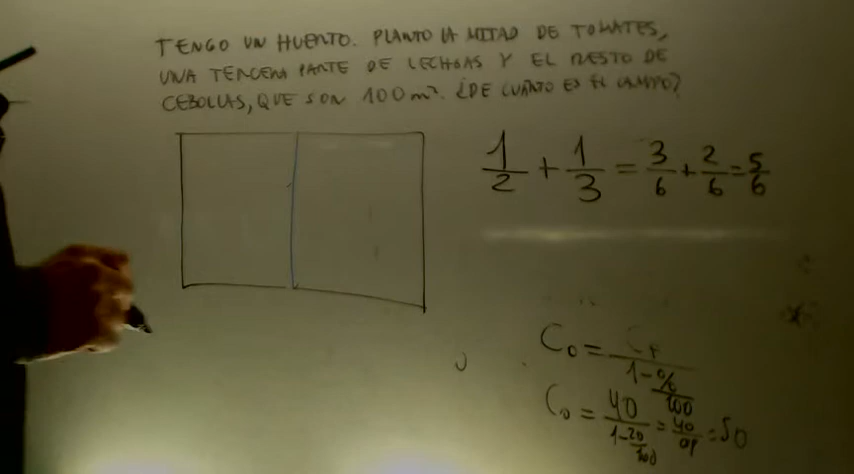 TENGO UN HUERTO. PLANTO LA MITAD DE TOMATES,
UNA TERCERA PARTE DE LECHGAS Y EL RESTO DE
CEBOLLAS, QUE SON 100 m². ¿DE CUÁNTO ES EL CAMPO?
1/2 + 1/3 = 3/6 + 2/6 = 5/6
C₀ = C_F / (1 - %/100)
C₀ = 40 / (1 - 20/100) = 40 / 0,8 = 50